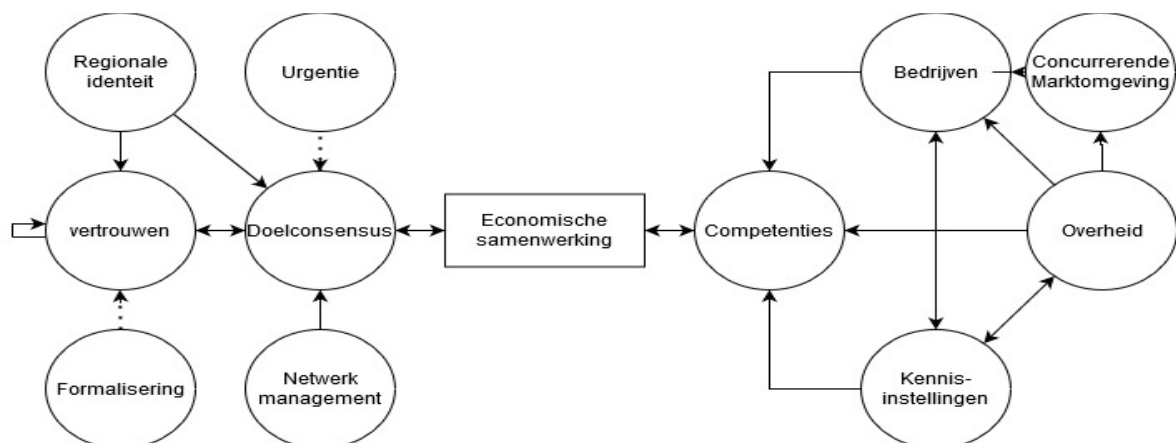 Regionale
identeit
Urgentie
Bedrijven
Concurrerende
Marktomgeving
vertrouwen
Doelconsensus
Economische
samenwerking
Competenties
Overheid
Formalisering
Netwerk
management
Kennis-
instellingen